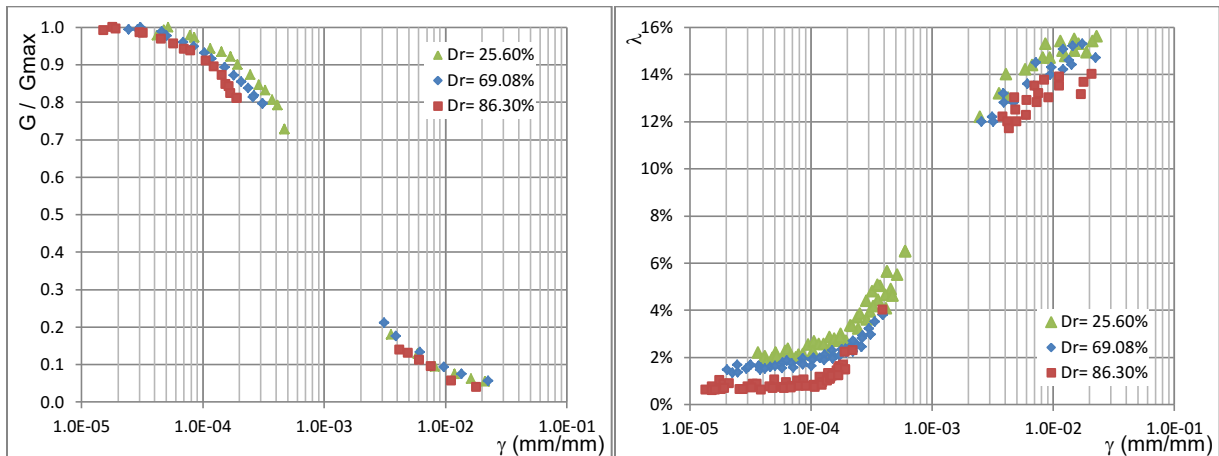 G / Gmax
1.0
0.9
0.8
0.7
0.6
0.5
0.4
0.3
0.2
0.1
0.0
Dr= 25.60%
Dr= 69.08%
Dr= 86.30%
1.0E-05
1.0E-04
1.0E-03
1.0E-02
1.0E-01
γ (mm/mm)
λ
16%
14%
12%
10%
8%
6%
4%
2%
0%
Dr= 25.60%
Dr= 69.08%
Dr= 86.30%
1.0E-05
1.0E-04
1.0E-03
1.0E-02
1.0E-01
γ (mm/mm)